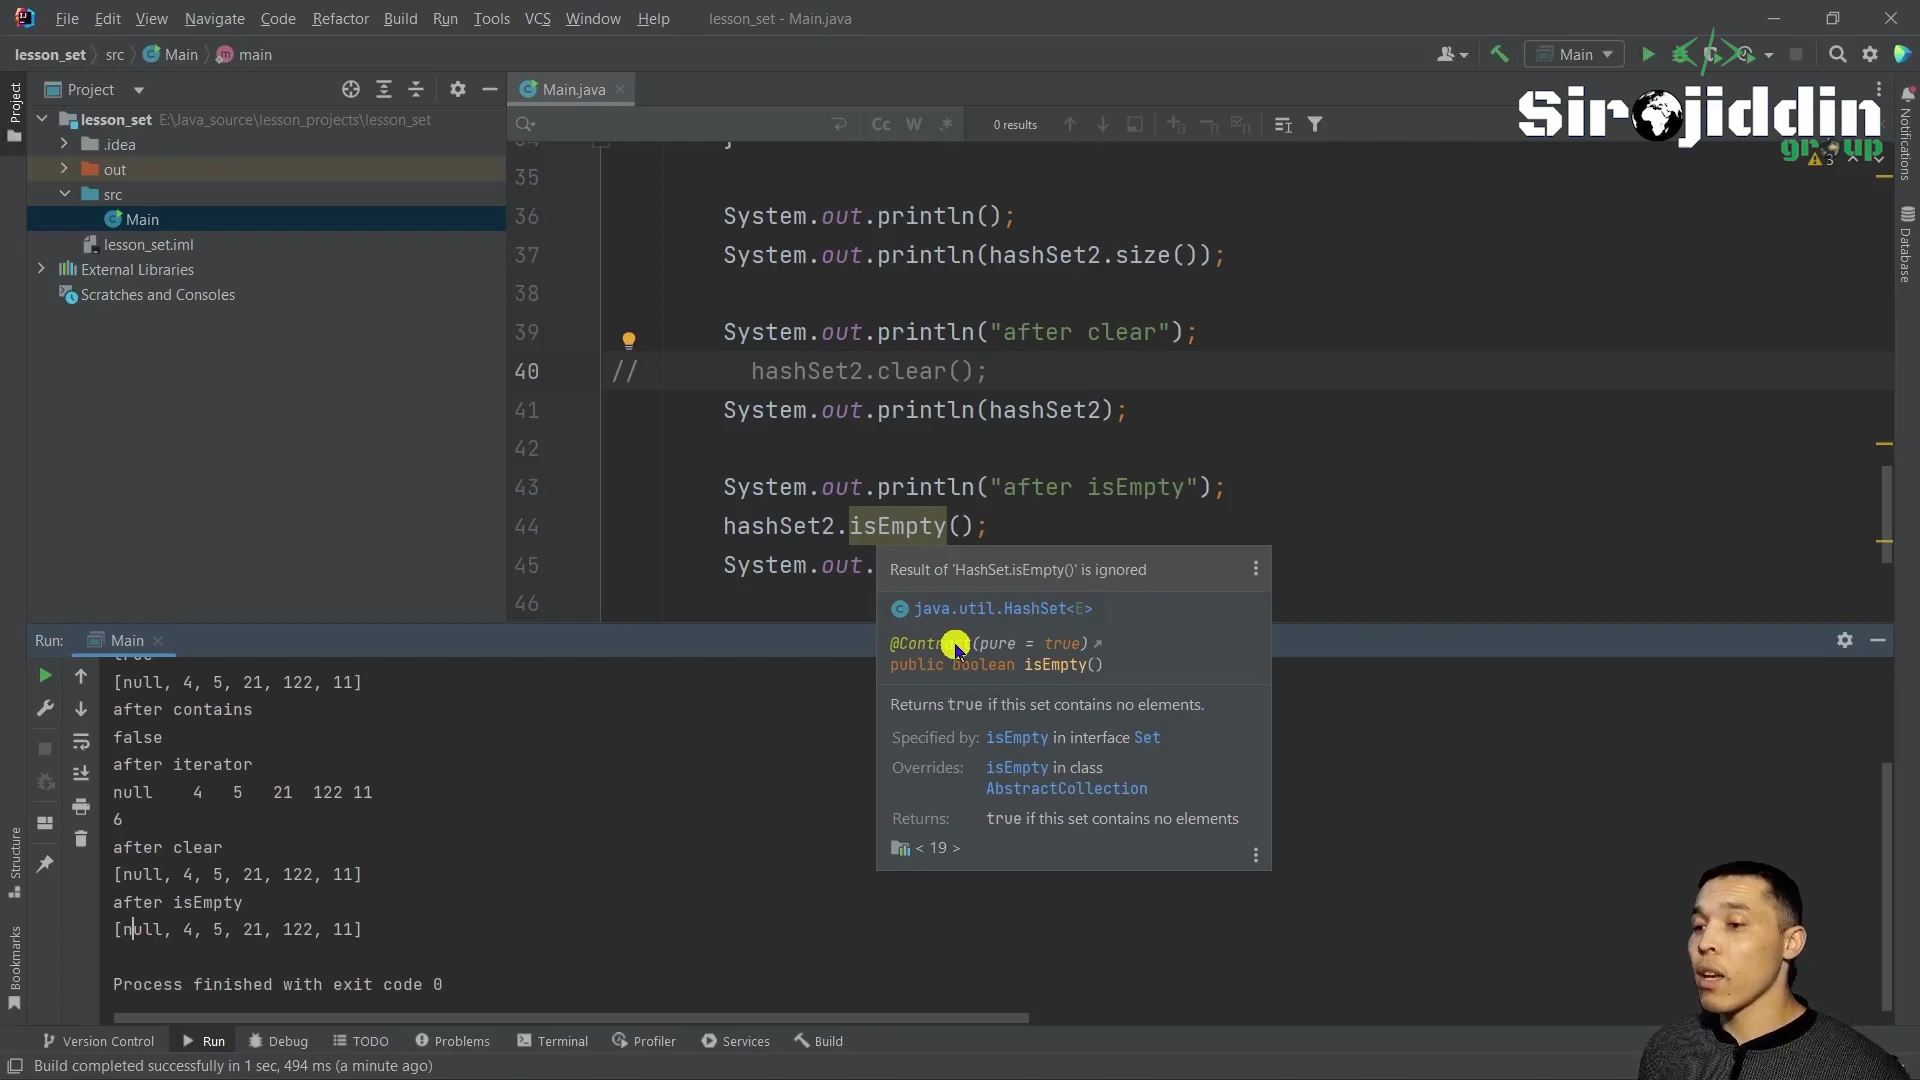 File Edit View Navigate Code Refactor Build Run Tools VCS Window Help lesson_set - Main.java
lesson_set src Main main
Main
Project
Main.java
Sirojiddin
group
lesson_set E:\Java_source\lesson_projects\lesson_set
.idea
out
src
Main
lesson_set.iml
External Libraries
Scratches and Consoles
Cc W .* 0 results
3
35
36 System.out.println();
37 System.out.println(hashSet2.size());
38
39 System.out.println("after clear");
40 // hashSet2.clear();
41 System.out.println(hashSet2);
42
43 System.out.println("after isEmpty");
44 hashSet2.isEmpty();
45 System.out.
46
Result of 'HashSet.isEmpty()' is ignored
java.util.HashSet<E>
(pure = true)
public boolean isEmpty()
Returns true if this set contains no elements.
Specified by: isEmpty in interface Set
Overrides: isEmpty in class
AbstractCollection
Returns: true if this set contains no elements
< 19 >
Run: Main
[null, 4, 5, 21, 122, 11]
after contains
false
after iterator
null 4 5 21 122 11
6
after clear
[null, 4, 5, 21, 122, 11]
after isEmpty
[null, 4, 5, 21, 122, 11]
Process finished with exit code 0
Project
Structure
Bookmarks
Notifications
Database
Version Control Run Debug TODO Problems Terminal Profiler Services Build
Build completed successfully in 1 sec, 494 ms (a minute ago)